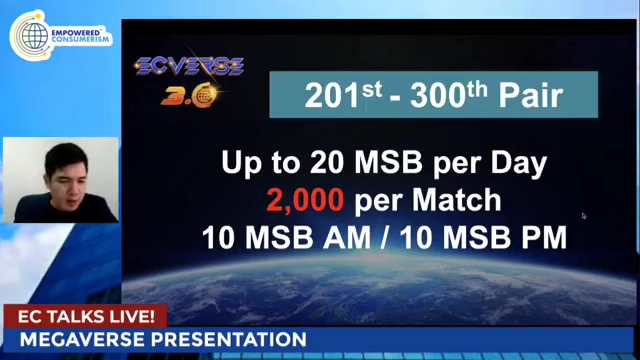 EMPOWERED
CONSUMERISM
ECVERSE
3.0
201st - 300th Pair
Up to 20 MSB per Day
2,000 per Match
10 MSB AM / 10 MSB PM
EC TALKS LIVE!
MEGAVERSE PRESENTATION